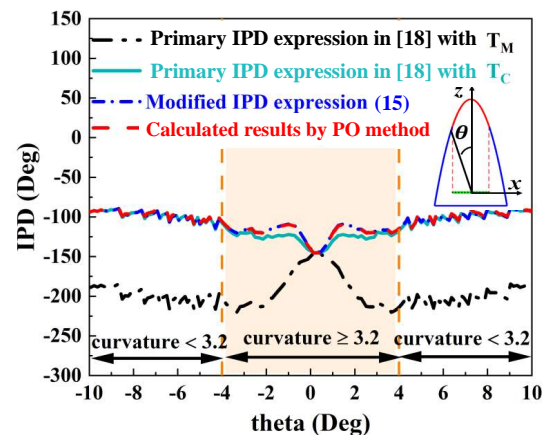 Primary IPD expression in [18] with T_M
Primary IPD expression in [18] with T_C
Modified IPD expression (15)
Calculated results by PO method
z
θ
x
IPD (Deg)
150
100
50
0
-50
-100
-150
-200
-250
-300
curvature < 3.2
curvature ≥ 3.2
curvature < 3.2
-10
-8
-6
-4
-2
0
2
4
6
8
10
theta (Deg)